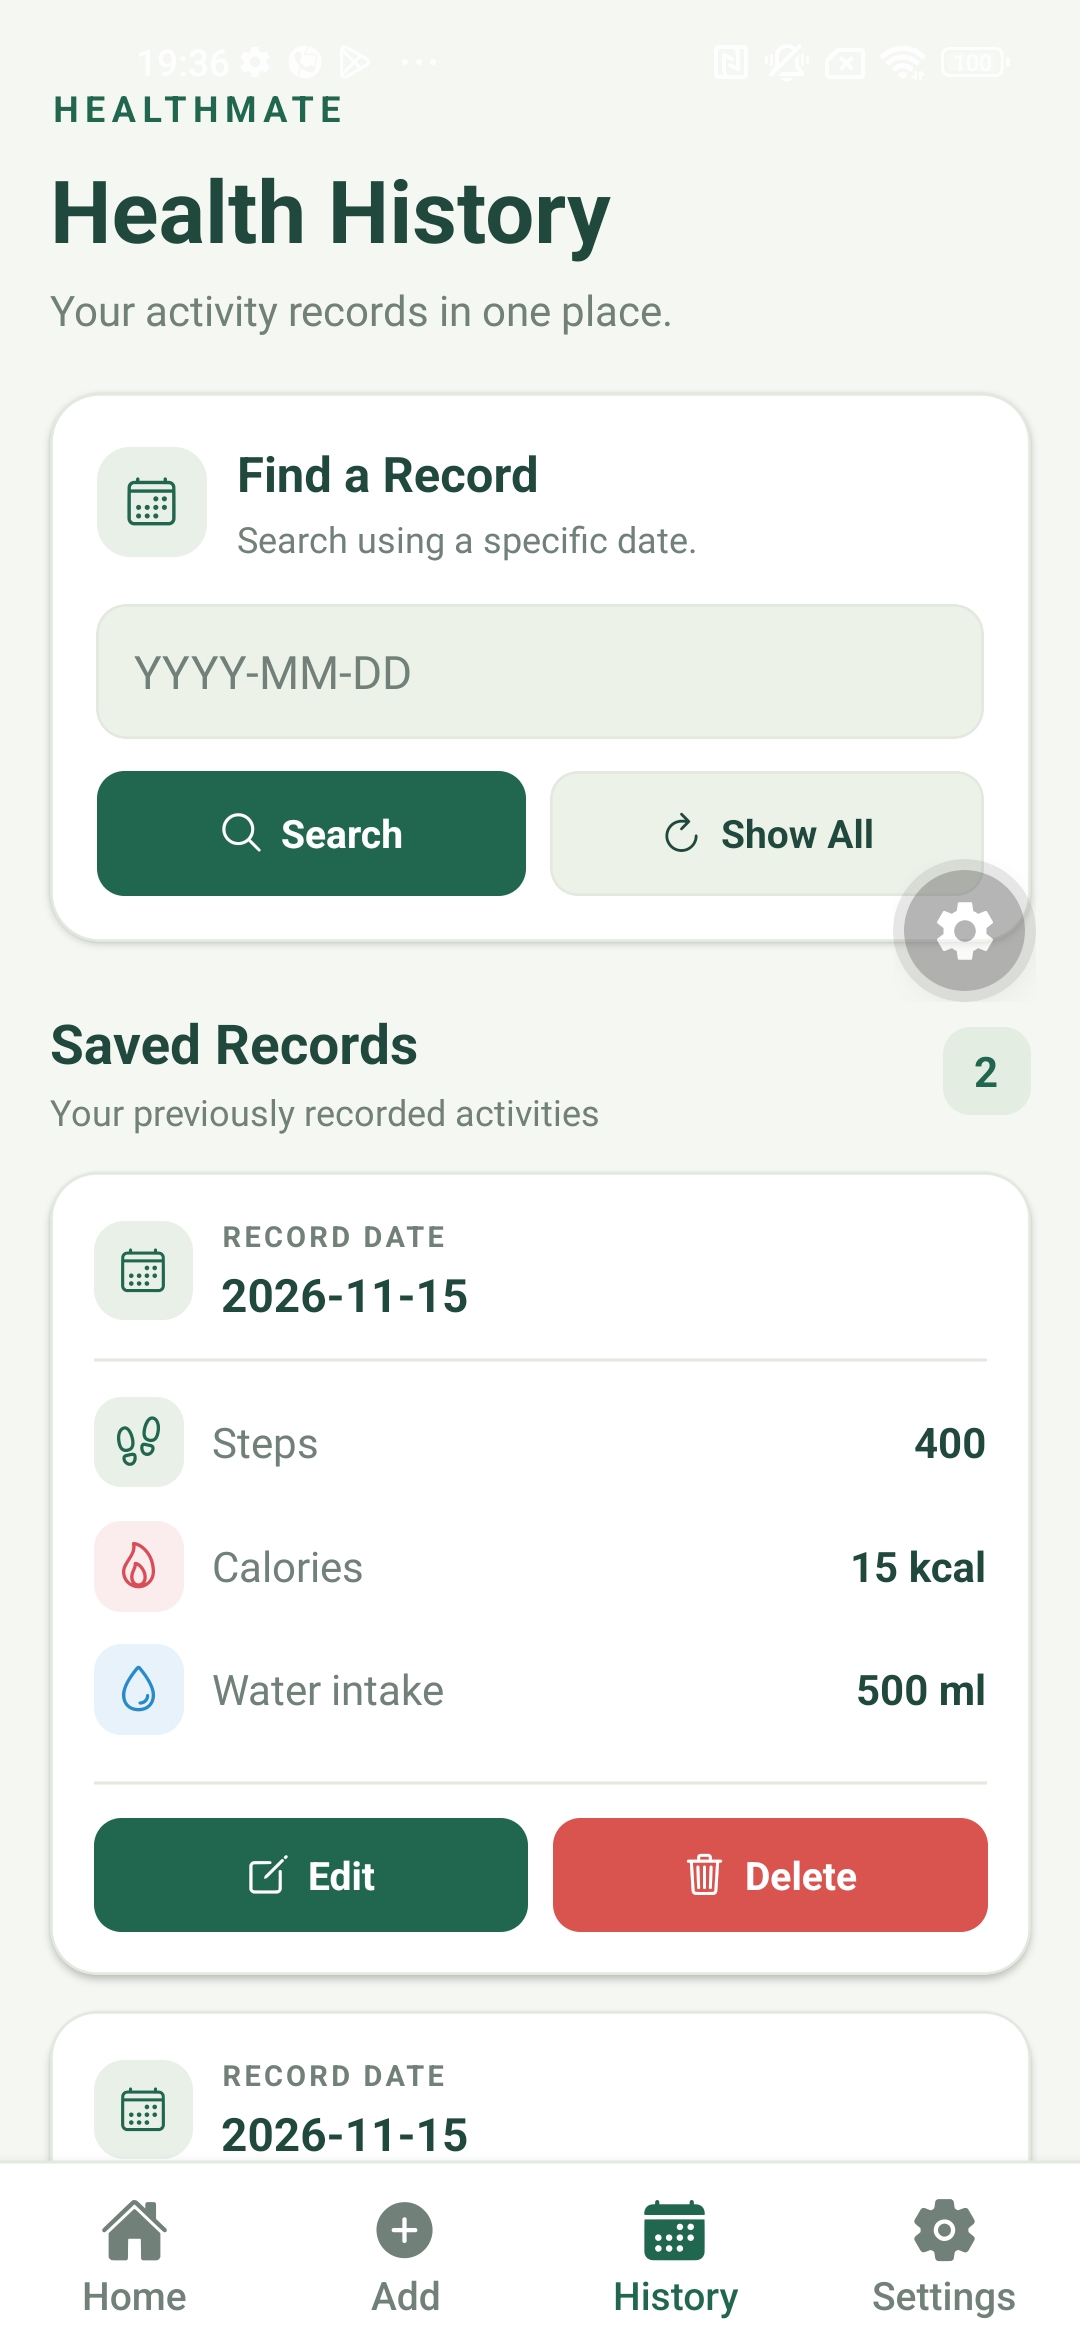 19:36
100
HEALTHMATE
Health History
Your activity records in one place.
Find a Record
Search using a specific date.
YYYY-MM-DD
Search
Show All
Saved Records
2
Your previously recorded activities
RECORD DATE
2026-11-15
Steps
400
Calories
15 kcal
Water intake
500 ml
Edit
Delete
RECORD DATE
2026-11-15
Home
Add
History
Settings